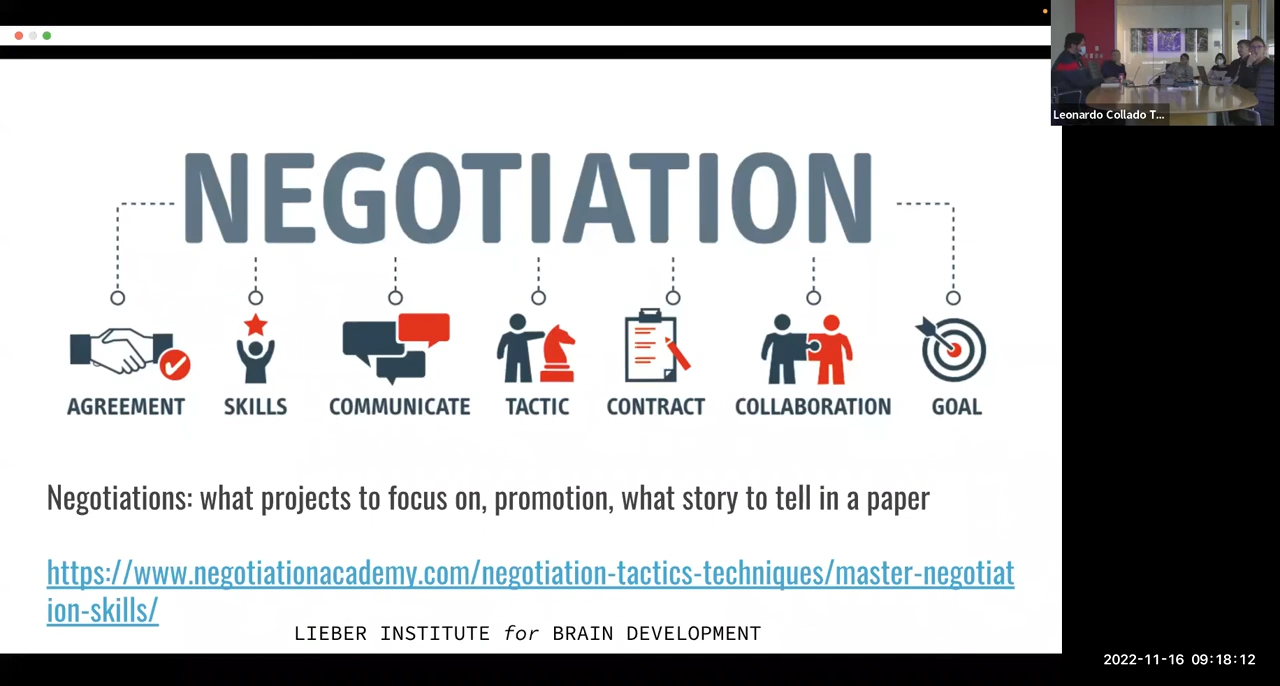 Leonardo Collado T...
NEGOTIATION
AGREEMENT
SKILLS
COMMUNICATE
TACTIC
CONTRACT
COLLABORATION
GOAL
Negotiations: what projects to focus on, promotion, what story to tell in a paper
https://www.negotiationacademy.com/negotiation-tactics-techniques/master-negotiat
ion-skills/
LIEBER INSTITUTE for BRAIN DEVELOPMENT
2022-11-16 09:18:12